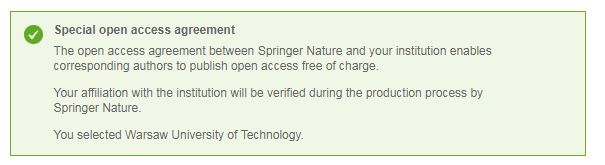 Special open access agreement
The open access agreement between Springer Nature and your institution enables
corresponding authors to publish open access free of charge.
Your affiliation with the institution will be verified during the production process by
Springer Nature.
You selected Warsaw University of Technology.